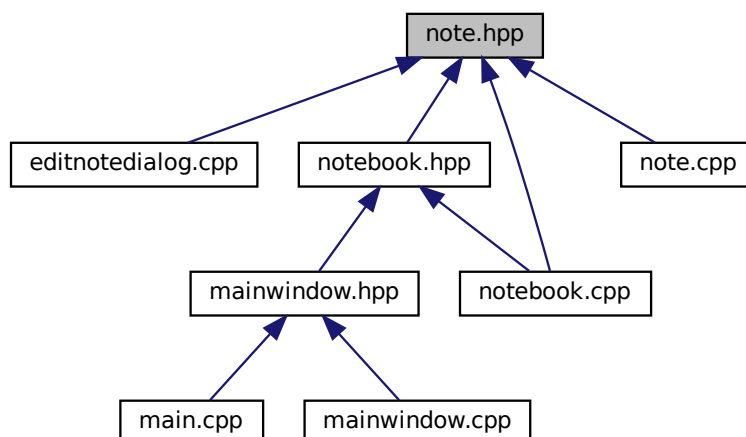 note.hpp
editnotedialog.cpp
notebook.hpp
note.cpp
mainwindow.hpp
notebook.cpp
main.cpp
mainwindow.cpp